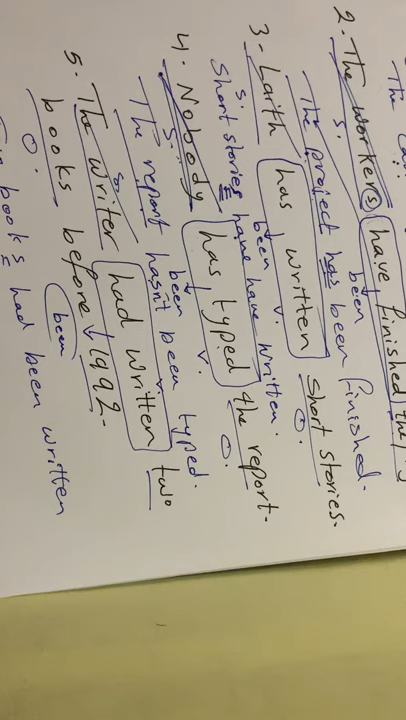 The
2. The workers have finished the
The project has been finished.
been
3- Laith has written short stories.
S. V. O.
Short stories have have written.
been
4. Nobody has typed the report.
S. V. O.
The report hasn't been typed.
been
5. The writer had written two
S. V.
books before 1992.
O.
been
books had been written